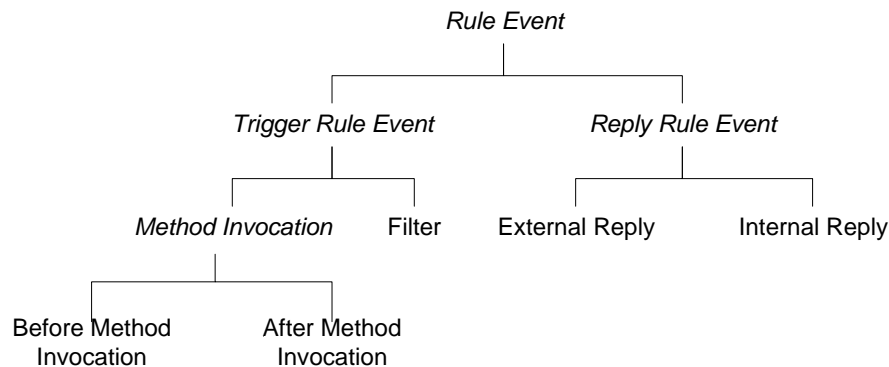 Rule Event
Trigger Rule Event
Reply Rule Event
Method Invocation
Filter
External Reply
Internal Reply
Before Method
Invocation
After Method
Invocation